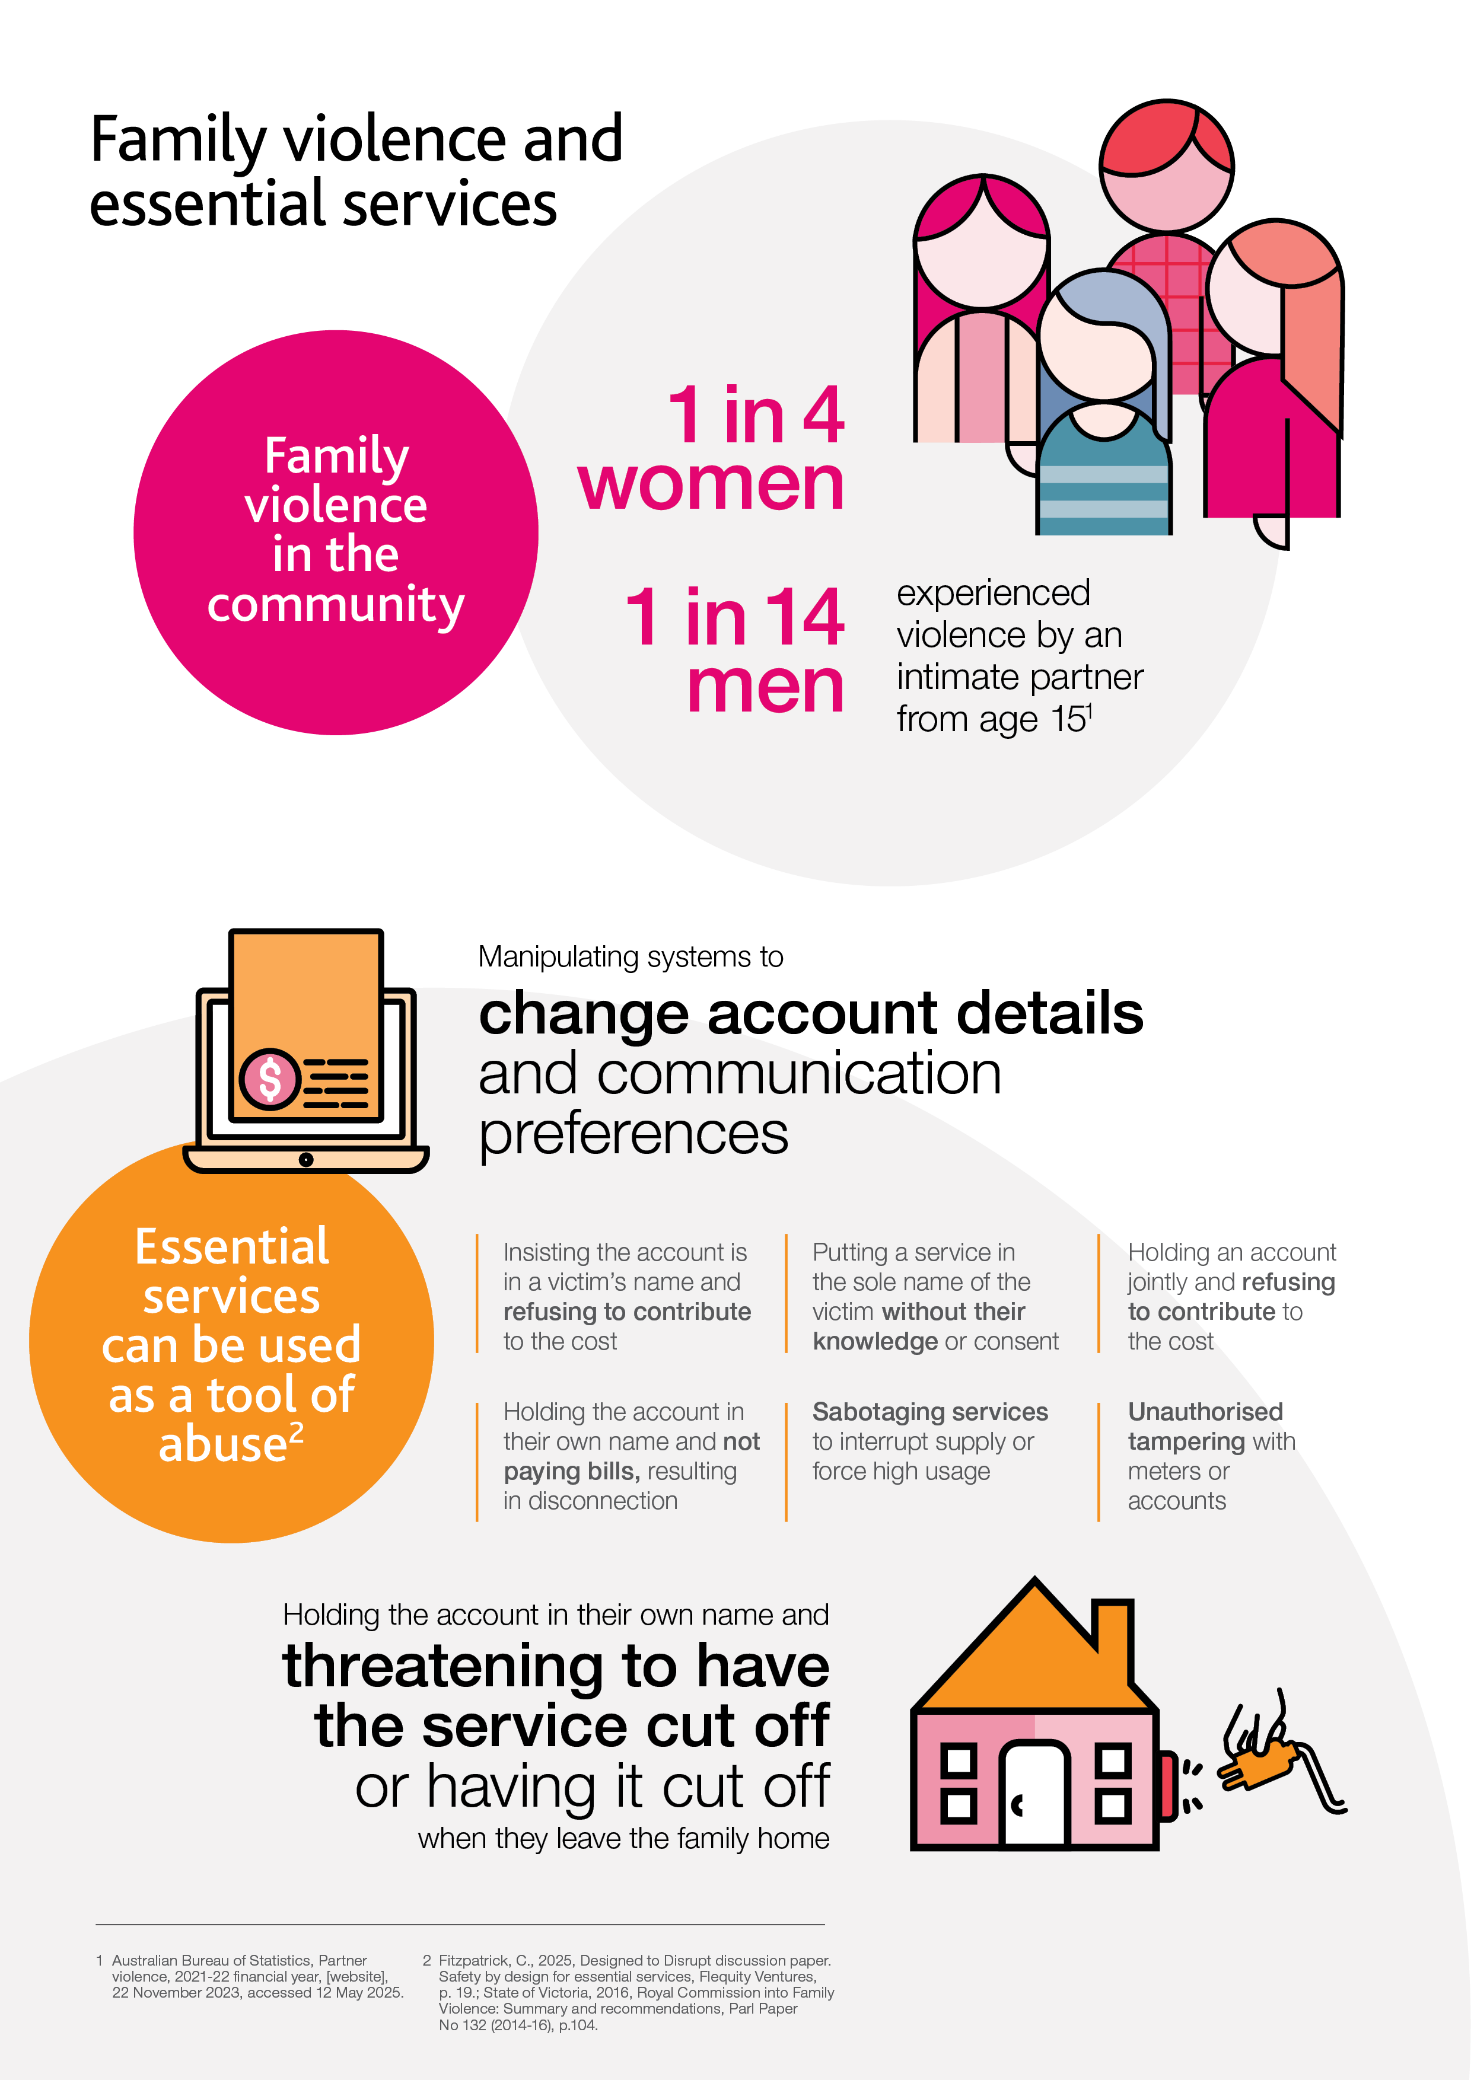 Family violence and
essential services
Family
violence
in the
community
1 in 4
women
1 in 14
men
experienced
violence by an
intimate partner
from age 15¹
Manipulating systems to
change account details
and communication
preferences
Essential
services
can be used
as a tool of
abuse²
Insisting the account is
in a victim's name and
refusing to contribute
to the cost
Putting a service in
the sole name of the
victim without their
knowledge or consent
Holding an account
jointly and refusing
to contribute to
the cost
Holding the account in
their own name and not
paying bills, resulting
in disconnection
Sabotaging services
to interrupt supply or
force high usage
Unauthorised
tampering with
meters or
accounts
$
Holding the account in their own name and
threatening to have
the service cut off
or having it cut off
when they leave the family home
1 Australian Bureau of Statistics, Partner
violence, 2021-22 financial year, [website],
22 November 2023, accessed 12 May 2025.
2 Fitzpatrick, C., 2025, Designed to Disrupt discussion paper.
Safety by design for essential services, Flequity Ventures,
p. 19.; State of Victoria, 2016, Royal Commission into Family
Violence: Summary and recommendations, Parl Paper
No 132 (2014-16), p.104.